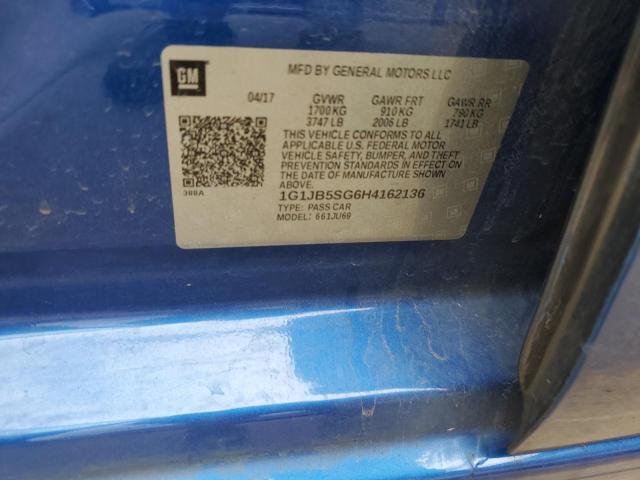 GM
MFD BY GENERAL MOTORS LLC
04/17 GVWR GAWR FRT GAWR RR
1700 KG 910 KG 790 KG
3747 LB 2006 LB 1741 LB
THIS VEHICLE CONFORMS TO ALL
APPLICABLE U.S. FEDERAL MOTOR
VEHICLE SAFETY, BUMPER, AND THEFT
PREVENTION STANDARDS IN EFFECT ON
THE DATE OF MANUFACTURE SHOWN
ABOVE.
388A
1G1JB5SG6H4162136
TYPE: PASS CAR
MODEL: 661JU69